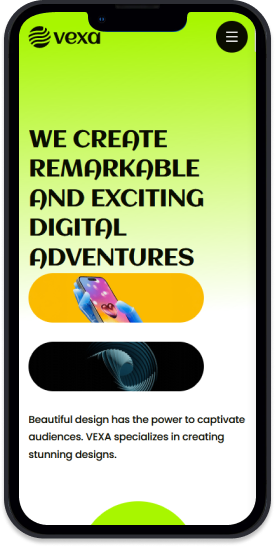 vexa
WE CREATE
REMARKABLE
AND EXCITING
DIGITAL
ADVENTURES
Beautiful design has the power to captivate
audiences. VEXA specializes in creating
stunning designs.